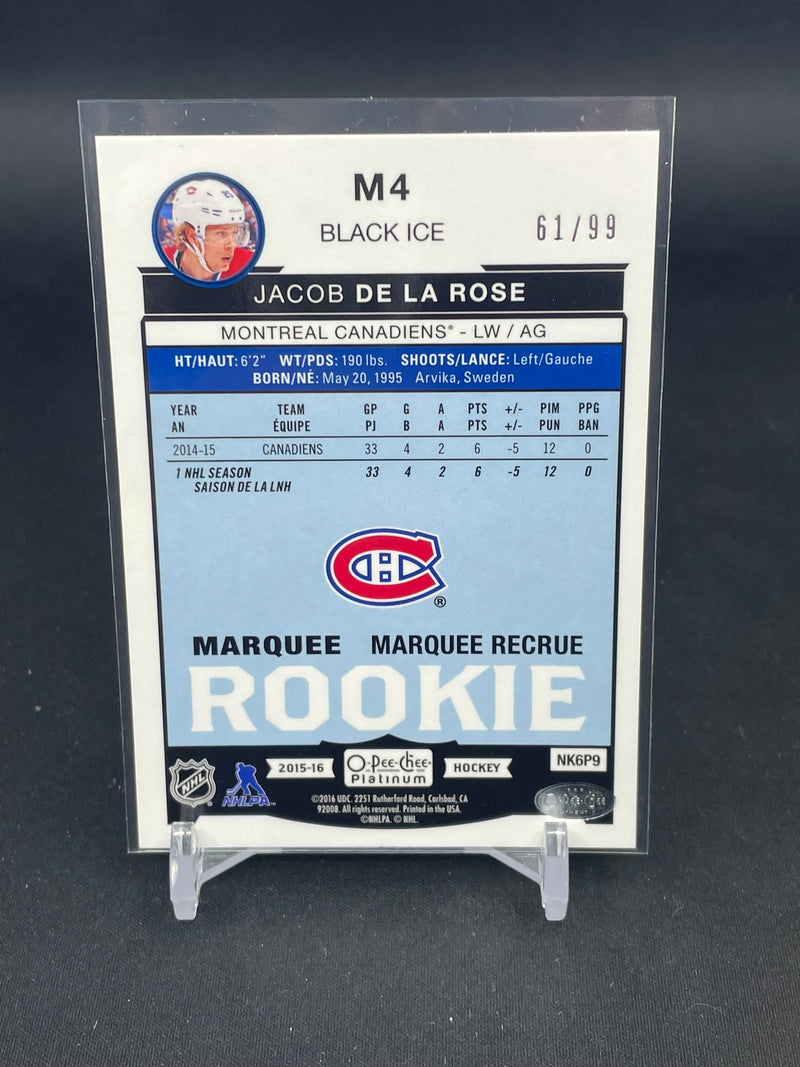 M4
BLACK ICE
61/99
JACOB DE LA ROSE
MONTREAL CANADIENS® - LW / AG
HT/HAUT: 6'2" WT/PDS: 190 lbs. SHOOTS/LANCE: Left/Gauche
BORN/NÉ: May 20, 1995 Arvika, Sweden
YEAR TEAM GP G A PTS +/- PIM PPG
AN ÉQUIPE PJ B A PTS +/- PUN BAN
2014-15 CANADIENS 33 4 2 6 -5 12 0
1 NHL SEASON 33 4 2 6 -5 12 0
SAISON DE LA LNH
®
MARQUEE MARQUEE RECRUE
ROOKIE
NHL
NHLPA
2015-16
O-Pee-Chee
Platinum
HOCKEY
NK6P9
©2016 UDC. 2251 Rutherford Road, Carlsbad, CA
92008. All rights reserved. Printed in the USA.
©NHLPA. © NHL.
O-Pee-Chee